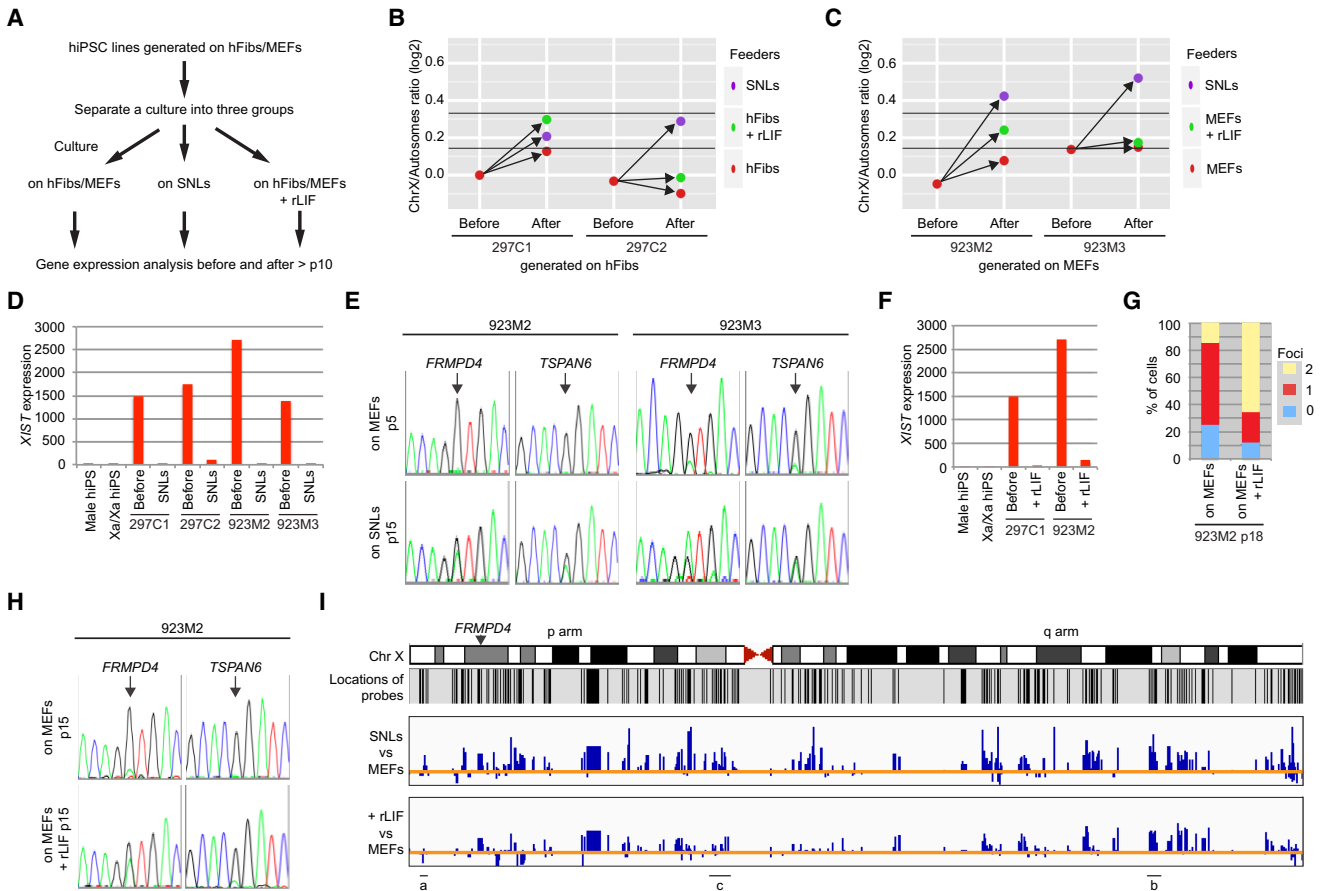 A
hiPSC lines generated on hFibs/MEFs
Separate a culture into three groups
Culture
on hFibs/MEFs
on SNLs
on hFibs/MEFs
+ rLIF
Gene expression analysis before and after > p10
B
ChrX/Autosomes ratio (log2)
0.6
0.4
0.2
0.0
Before
After
Before
After
297C1
297C2
generated on hFibs
Feeders
SNLs
hFibs
+ rLIF
hFibs
C
ChrX/Autosomes ratio (log2)
0.6
0.4
0.2
0.0
Before
After
Before
After
923M2
923M3
generated on MEFs
Feeders
SNLs
MEFs
+ rLIF
MEFs
D
XIST expression
3000
2500
2000
1500
1000
500
0
Male hiPS
Xa/Xa hiPS
Before
SNLs
Before
SNLs
Before
SNLs
Before
SNLs
297C1
297C2
923M2
923M3
E
923M2
923M3
FRMPD4
TSPAN6
FRMPD4
TSPAN6
on MEFs
p5
on SNLs
p15
F
XIST expression
3000
2500
2000
1500
1000
500
0
Male hiPS
Xa/Xa hiPS
Before
+ rLIF
Before
+ rLIF
297C1
923M2
G
% of cells
100
80
60
40
20
0
on MEFs
on MEFs
+ rLIF
923M2 p18
Foci
2
1
0
H
923M2
FRMPD4
TSPAN6
on MEFs
p15
on MEFs
+ rLIF p15
I
FRMPD4
p arm
q arm
Chr X
Locations of
probes
SNLs
vs
MEFs
+ rLIF
vs
MEFs
a
c
b